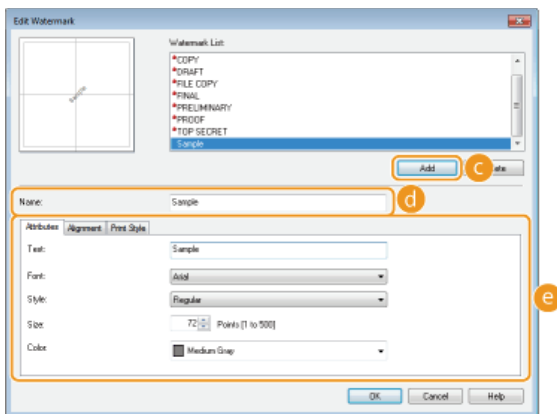 Edit Watermark
Watermark List:
*COPY
*DRAFT
*FILE COPY
*FINAL
*PRELIMINARY
*PROOF
*TOP SECRET
Sample
SAMPLE
Add
c
Name:
Sample
d
Attributes Alignment Print Style
Text:
Sample
Font:
Arial
Style:
Regular
e
Size:
72 Points [1 to 500]
Color
Medium Gray
OK Cancel Help